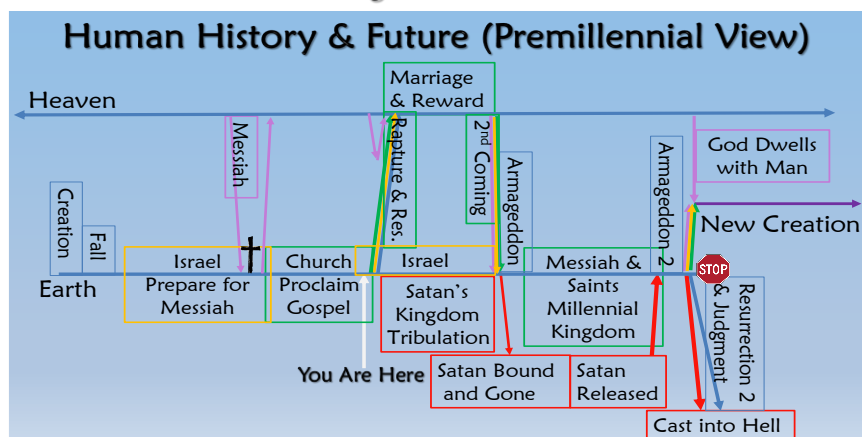 Human History & Future (Premillennial View)
Marriage
& Reward
Heaven
Messiah
Rapture & Res.
2nd Coming
Armageddon
Armageddon 2
God Dwells
with Man
Creation
Fall
New Creation
Israel
Prepare for
Messiah
Church
Proclaim
Gospel
Israel
Messiah &
Saints
Millennial
Kingdom
STOP
Earth
Satan's
Kingdom
Tribulation
Resurrection 2
& Judgment
You Are Here
Satan Bound
and Gone
Satan
Released
Cast into Hell